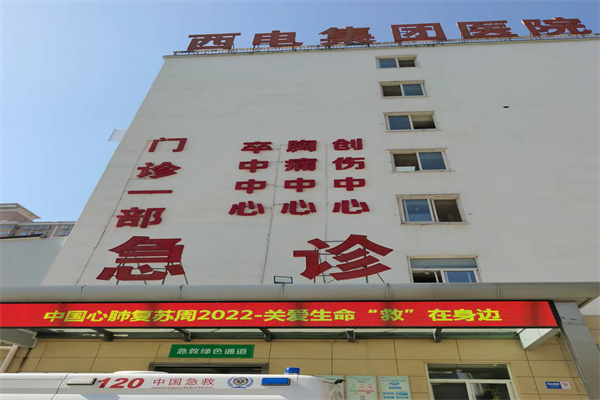 西电集团医院
门诊一部
卒中中心
胸痛中心
创伤中心
急诊
中国心肺复苏周2022-关爱生命“救”在身边
急救绿色通道
120 中国急救